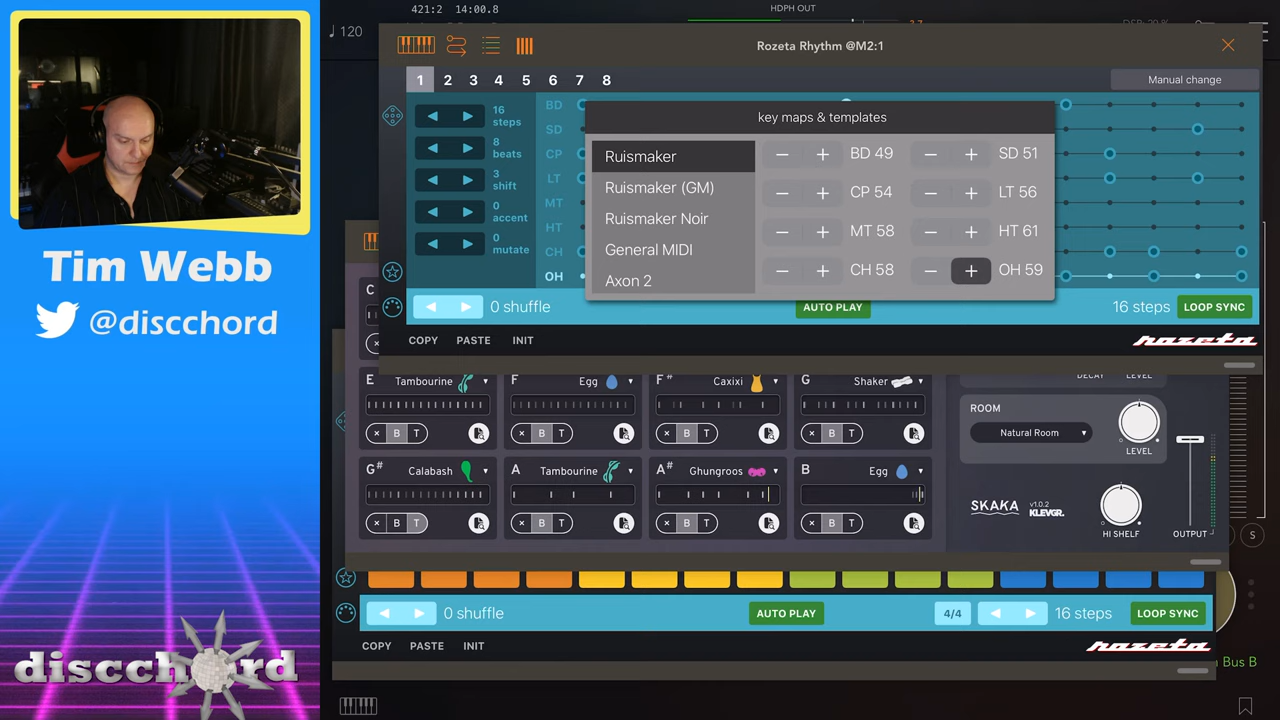 421:2 14:00.8
HDPH OUT
120
Rozeta Rhythm @M2:1
1 2 3 4 5 6 7 8
Manual change
16 steps
8 beats
3 shift
0 accent
0 mutate
BD
SD
CP
LT
MT
HT
CH
OH
key maps & templates
Ruismaker
Ruismaker (GM)
Ruismaker Noir
General MIDI
Axon 2
− + BD 49 − + SD 51
− + CP 54 − + LT 56
− + MT 58 − + HT 61
− + CH 58 − + OH 59
0 shuffle
AUTO PLAY
16 steps
LOOP SYNC
COPY PASTE INIT
rozeta
Tim Webb
@discchord
C
E Tambourine
F Egg
F# Caxixi
G Shaker
× B T
× B T
× B T
× B T
DECAY LEVEL
ROOM
Natural Room
LEVEL
G# Calabash
A Tambourine
A# Ghungroos
B Egg
× B T
× B T
× B T
× B T
SKAKA v1.0.2 KLEVGR.
HI SHELF
OUTPUT
S
0 shuffle
AUTO PLAY
4/4
16 steps
LOOP SYNC
COPY PASTE INIT
rozeta
Bus B
discchord